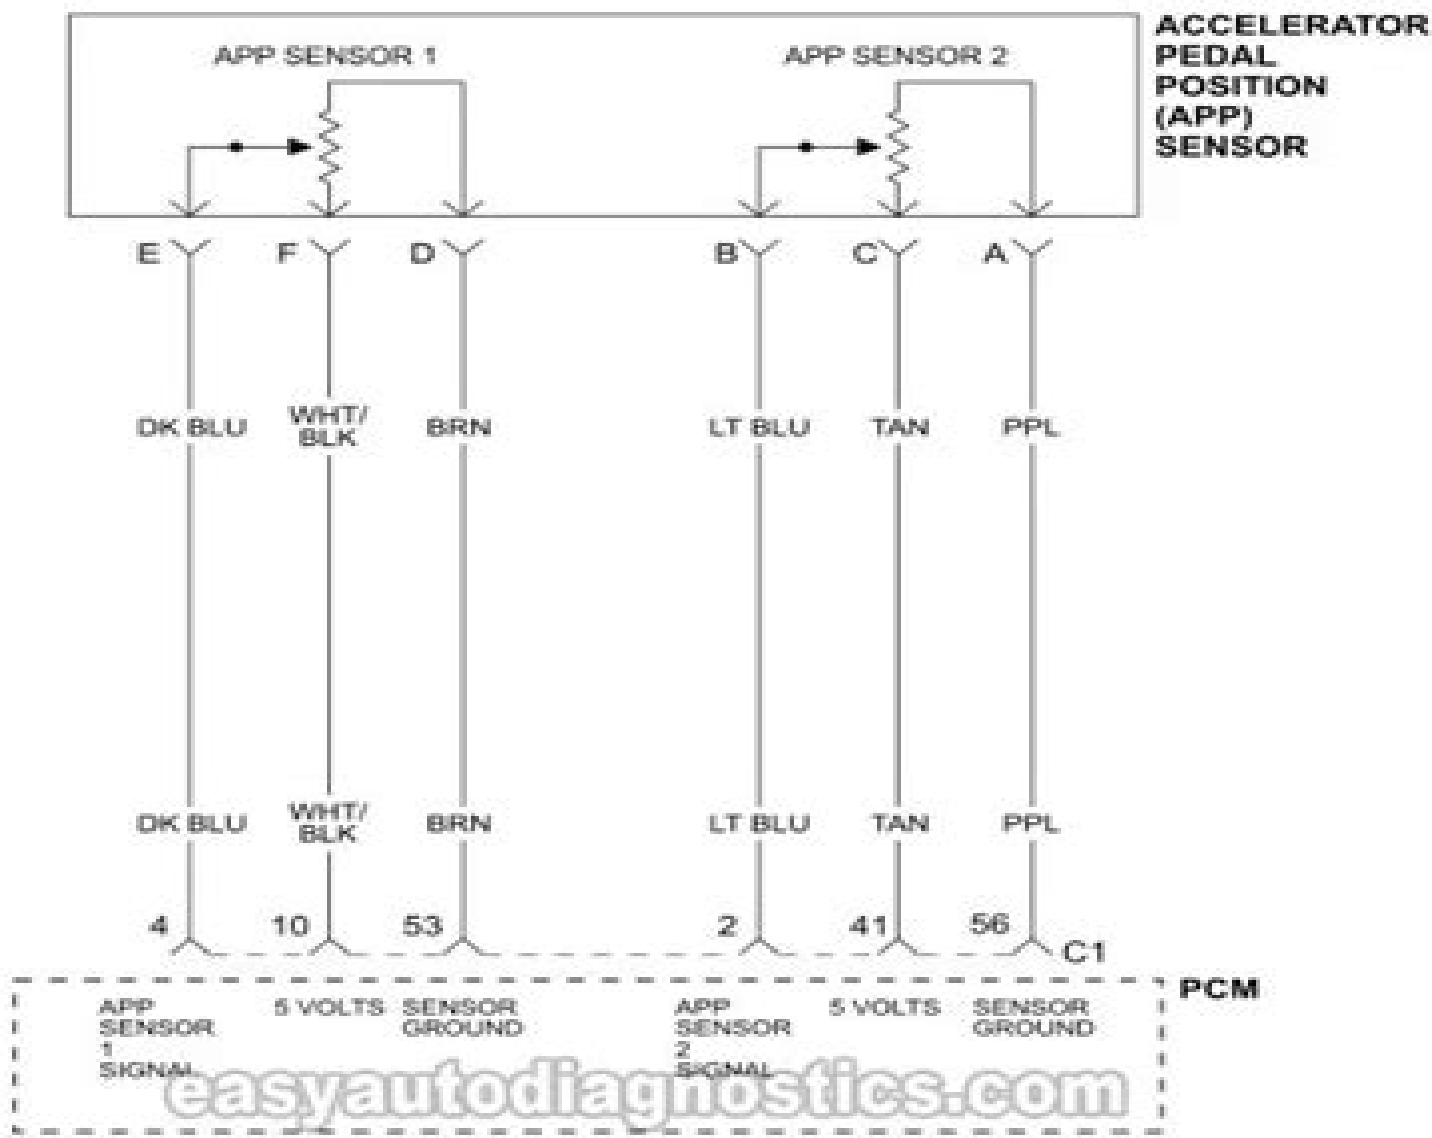 APP SENSOR 1
APP SENSOR 2
ACCELERATOR
PEDAL
POSITION
(APP)
SENSOR
E
F
D
B
C
A
DK BLU
WHT/
BLK
BRN
LT BLU
TAN
PPL
DK BLU
WHT/
BLK
BRN
LT BLU
TAN
PPL
4
10
53
2
41
56
C1
PCM
APP
SENSOR
1
SIGNAL
5 VOLTS
SENSOR
GROUND
APP
SENSOR
2
SIGNAL
5 VOLTS
SENSOR
GROUND
easyautodiagnostics.com